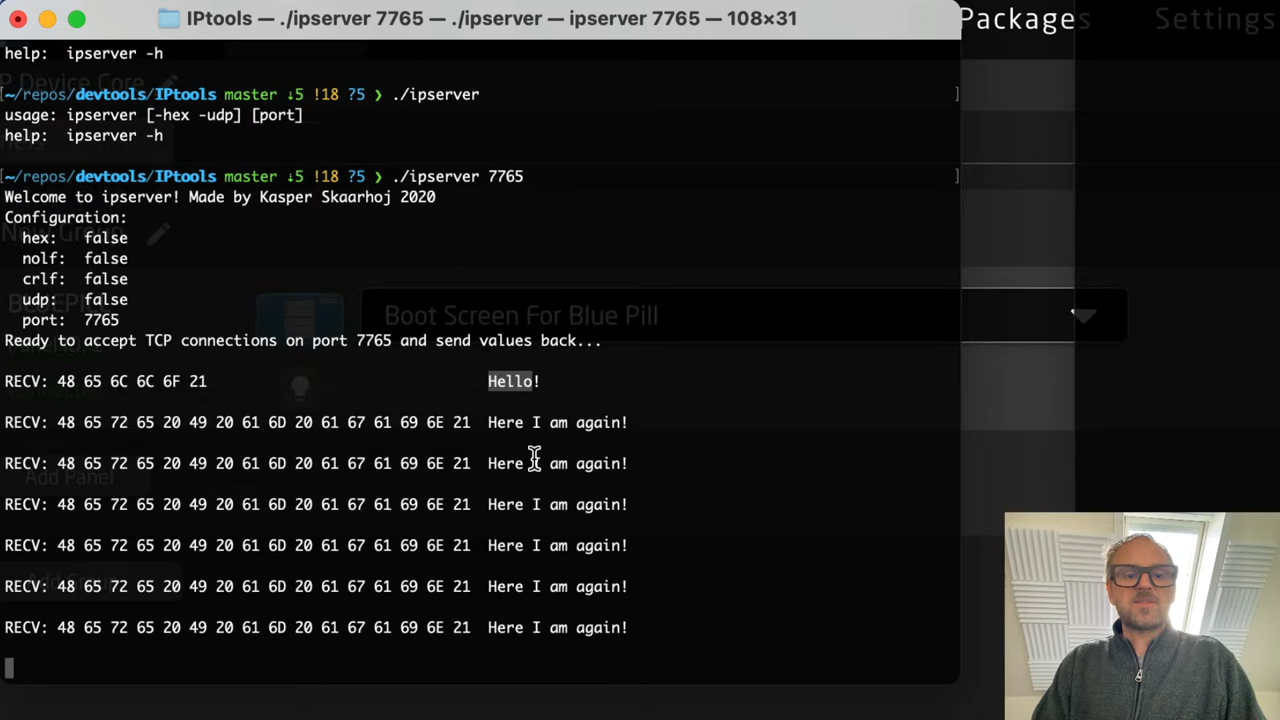 IPtools — ./ipserver 7765 — ./ipserver — ipserver 7765 — 108×31
Packages
Settings
help:  ipserver -h
P Device Core
[~/repos/devtools/IPtools master ↓5 !18 ?5 ❯ ./ipserver ]
usage: ipserver [-hex -udp] [port]
help:  ipserver -h
[~/repos/devtools/IPtools master ↓5 !18 ?5 ❯ ./ipserver 7765 ]
Welcome to ipserver! Made by Kasper Skaarhoj 2020
Configuration:
hex:   false
New Group
nolf:  false
crlf:  false
udp:   false
port:  7765
Boot Screen For Blue Pill
Ready to accept TCP connections on port 7765 and send values back...
RECV: 48 65 6C 6C 6F 21 Hello!
RECV: 48 65 72 65 20 49 20 61 6D 20 61 67 61 69 6E 21 Here I am again!
RECV: 48 65 72 65 20 49 20 61 6D 20 61 67 61 69 6E 21 Here I am again!
Add Panel
RECV: 48 65 72 65 20 49 20 61 6D 20 61 67 61 69 6E 21 Here I am again!
RECV: 48 65 72 65 20 49 20 61 6D 20 61 67 61 69 6E 21 Here I am again!
RECV: 48 65 72 65 20 49 20 61 6D 20 61 67 61 69 6E 21 Here I am again!
RECV: 48 65 72 65 20 49 20 61 6D 20 61 67 61 69 6E 21 Here I am again!